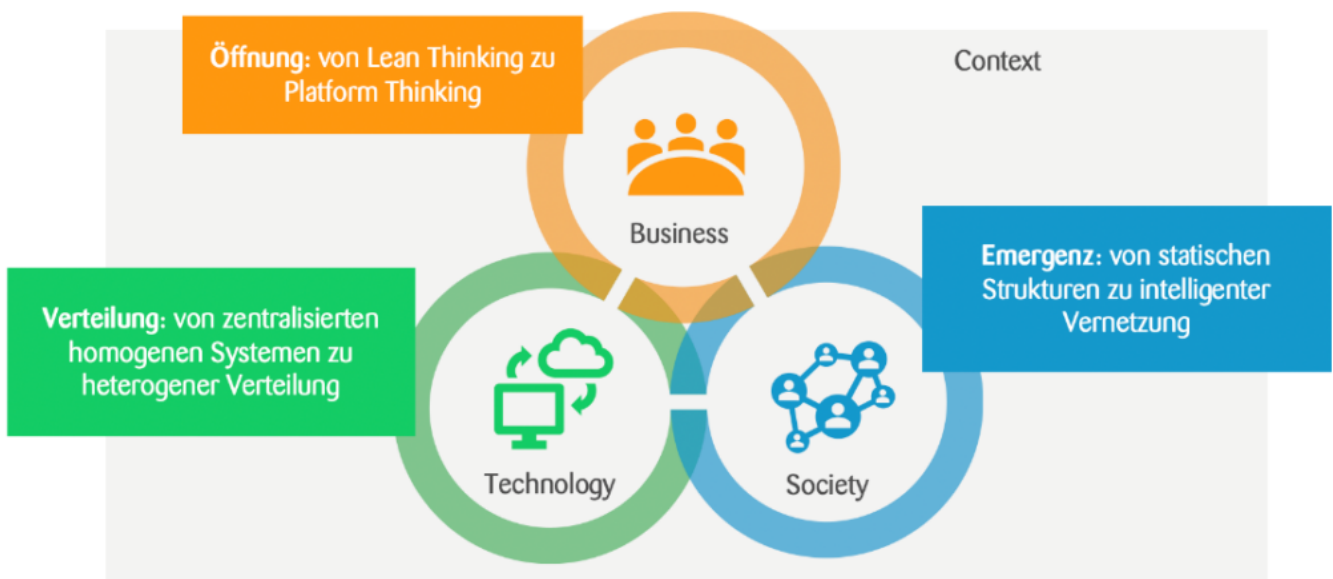 Öffnung: von Lean Thinking zu
Platform Thinking
Context
Business
Emergenz: von statischen
Strukturen zu intelligenter
Vernetzung
Verteilung: von zentralisierten
homogenen Systemen zu
heterogener Verteilung
Technology
Society